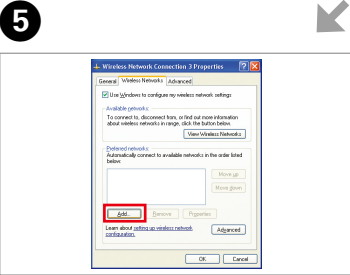 5
Wireless Network Connection 3 Properties
General Wireless Networks Advanced
Use Windows to configure my wireless network settings
Available networks:
To connect to, disconnect from, or find out more information
about wireless networks in range, click the button below.
View Wireless Networks
Preferred networks:
Automatically connect to available networks in the order listed
below:
Move up
Move down
Add... Remove Properties
Learn about setting up wireless network
configuration.
Advanced
OK Cancel